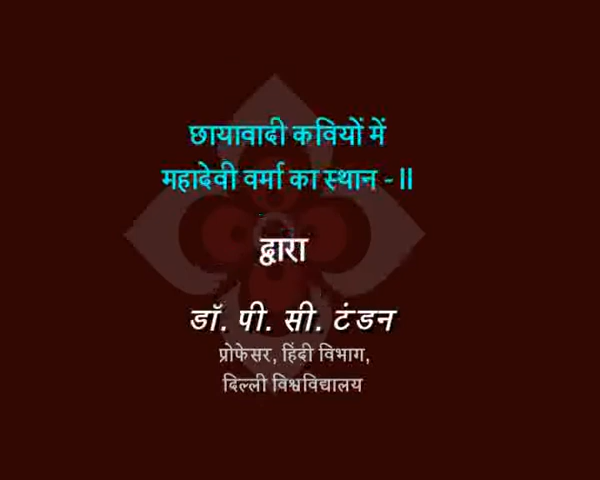 छायावादी कवियों में
महादेवी वर्मा का स्थान - II
द्वारा
डॉ. पी. सी. टंडन
प्रोफेसर, हिंदी विभाग,
दिल्ली विश्वविद्यालय